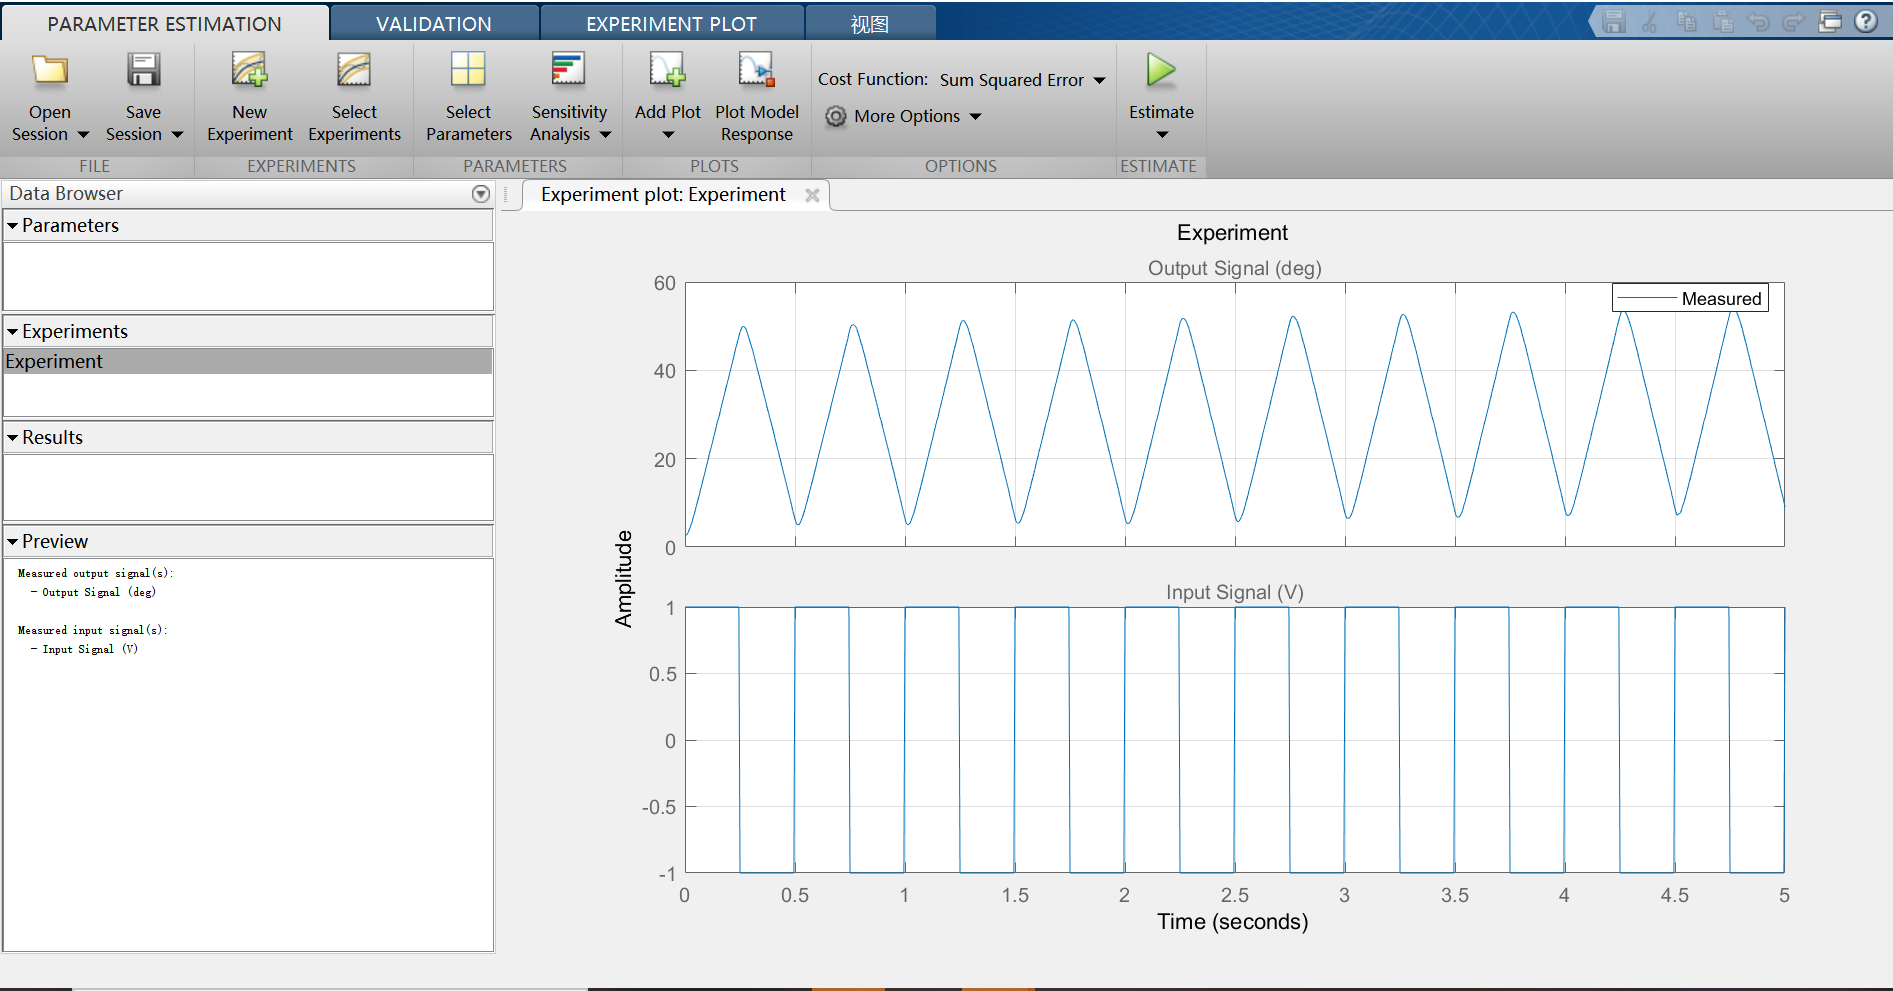 PARAMETER ESTIMATION VALIDATION EXPERIMENT PLOT 视图
Open Session
Save Session
New Experiment
Select Experiments
Select Parameters
Sensitivity Analysis
Add Plot
Plot Model Response
Cost Function: Sum Squared Error
More Options
Estimate
FILE EXPERIMENTS PARAMETERS PLOTS OPTIONS ESTIMATE
Data Browser
Parameters
Experiments
Experiment
Results
Preview
Measured output signal(s):
- Output Signal (deg)
Measured input signal(s):
- Input Signal (V)
Experiment plot: Experiment
Experiment
Output Signal (deg)
Measured
60
40
20
0
Amplitude
Input Signal (V)
1
0.5
0
-0.5
-1
0 0.5 1 1.5 2 2.5 3 3.5 4 4.5 5
Time (seconds)